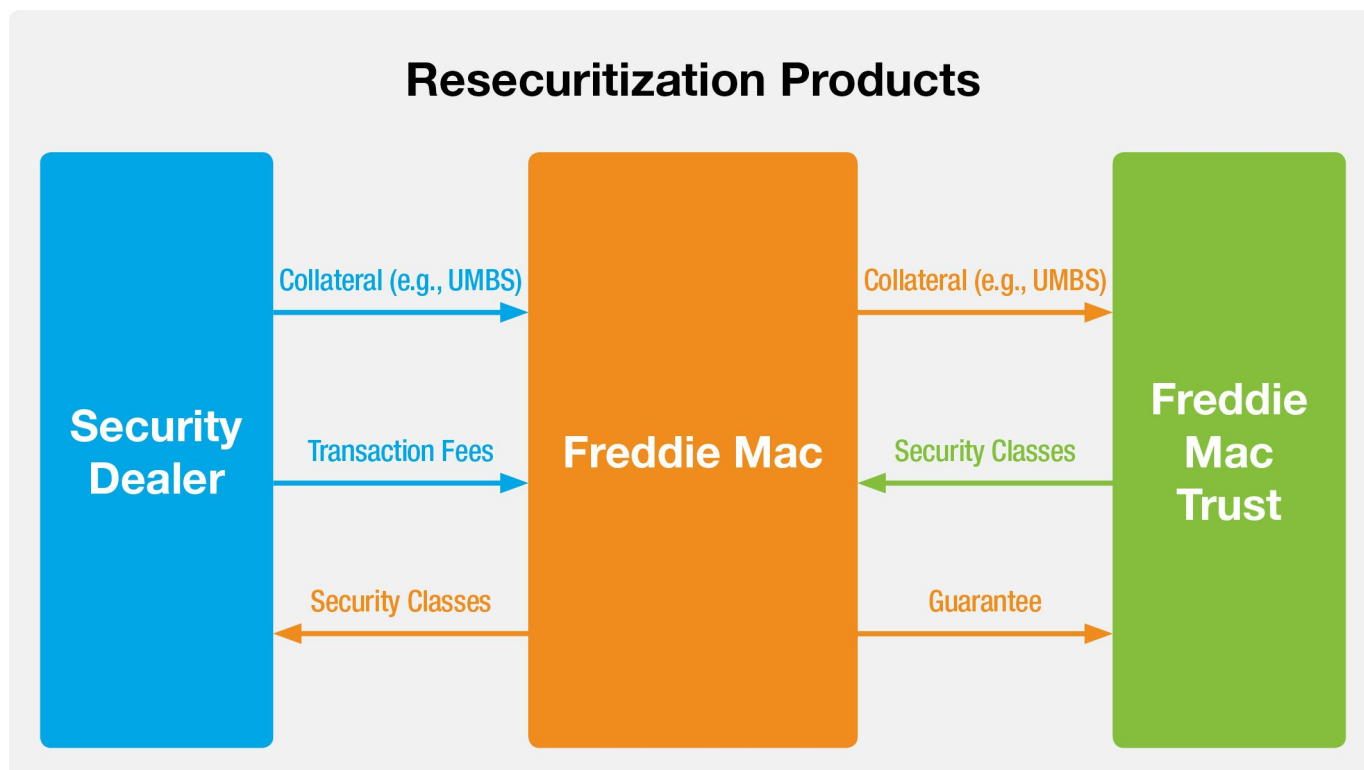 Resecuritization Products
Security
Dealer
Collateral (e.g., UMBS)
Transaction Fees
Security Classes
Freddie Mac
Collateral (e.g., UMBS)
Security Classes
Guarantee
Freddie
Mac
Trust